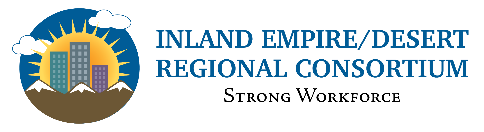 INLAND EMPIRE/DESERT
REGIONAL CONSORTIUM
STRONG WORKFORCE